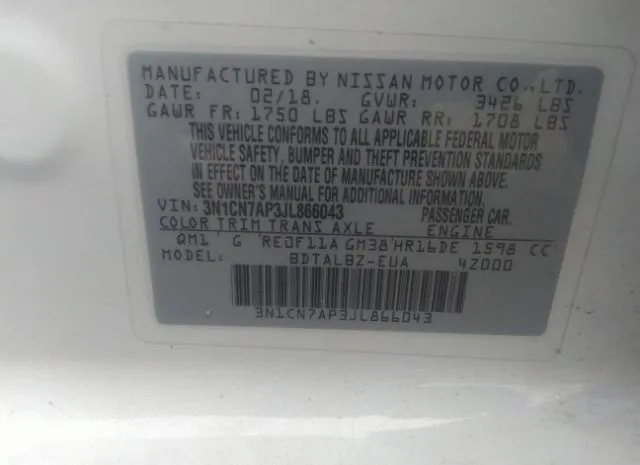 MANUFACTURED BY NISSAN MOTOR CO.,LTD.
DATE: 02/18. GVWR: 3426 LBS
GAWR FR: 1750 LBS GAWR RR: 1708 LBS
THIS VEHICLE CONFORMS TO ALL APPLICABLE FEDERAL MOTOR
VEHICLE SAFETY, BUMPER AND THEFT PREVENTION STANDARDS
IN EFFECT ON THE DATE OF MANUFACTURE SHOWN ABOVE.
SEE OWNER'S MANUAL FOR ADDITIONAL INFORMATION.
VIN: 3N1CN7AP3JL866043 PASSENGER CAR.
COLOR TRIM TRANS AXLE ENGINE
QM1 G RE0F11A GM38 HR16DE 1598 CC
MODEL: BDTALBZ-EUA 42000
3N1CN7AP3JL866043